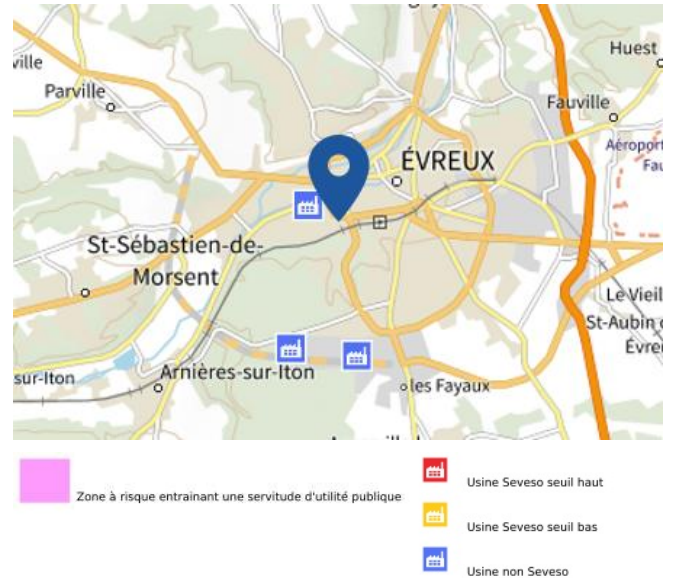 ville
Parville
Huest
Fauville
Aéroport
Fau
ÉVREUX
St-Sébastien-de-
Morsent
Le Vieil
St-Aubin
Évre
sur-Iton
Arnières-sur-Iton
les Fayaux
Zone à risque entrainant une servitude d'utilité publique
Usine Seveso seuil haut
Usine Seveso seuil bas
Usine non Seveso